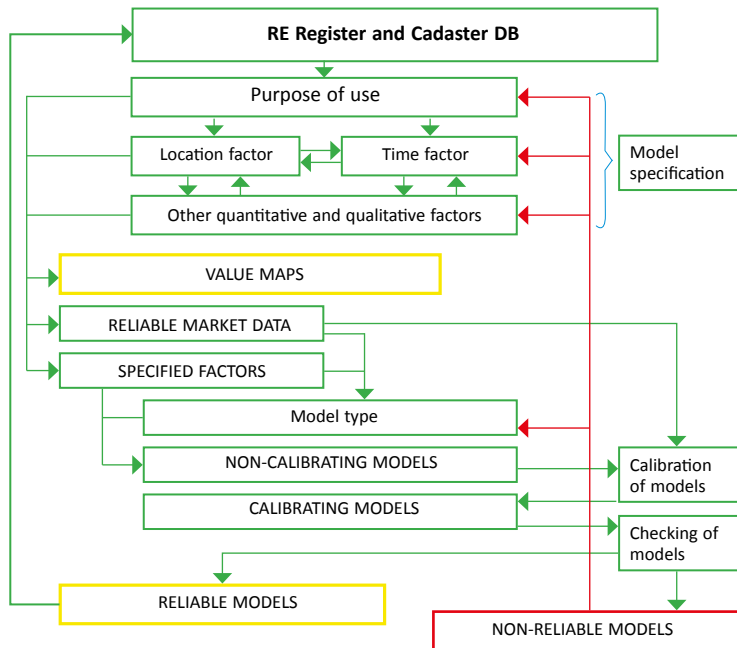 RE Register and Cadaster DB
Purpose of use
Location factor
Time factor
Model
specification
Other quantitative and qualitative factors
VALUE MAPS
RELIABLE MARKET DATA
SPECIFIED FACTORS
Model type
NON-CALIBRATING MODELS
Calibration
of models
CALIBRATING MODELS
Checking of
models
RELIABLE MODELS
NON-RELIABLE MODELS